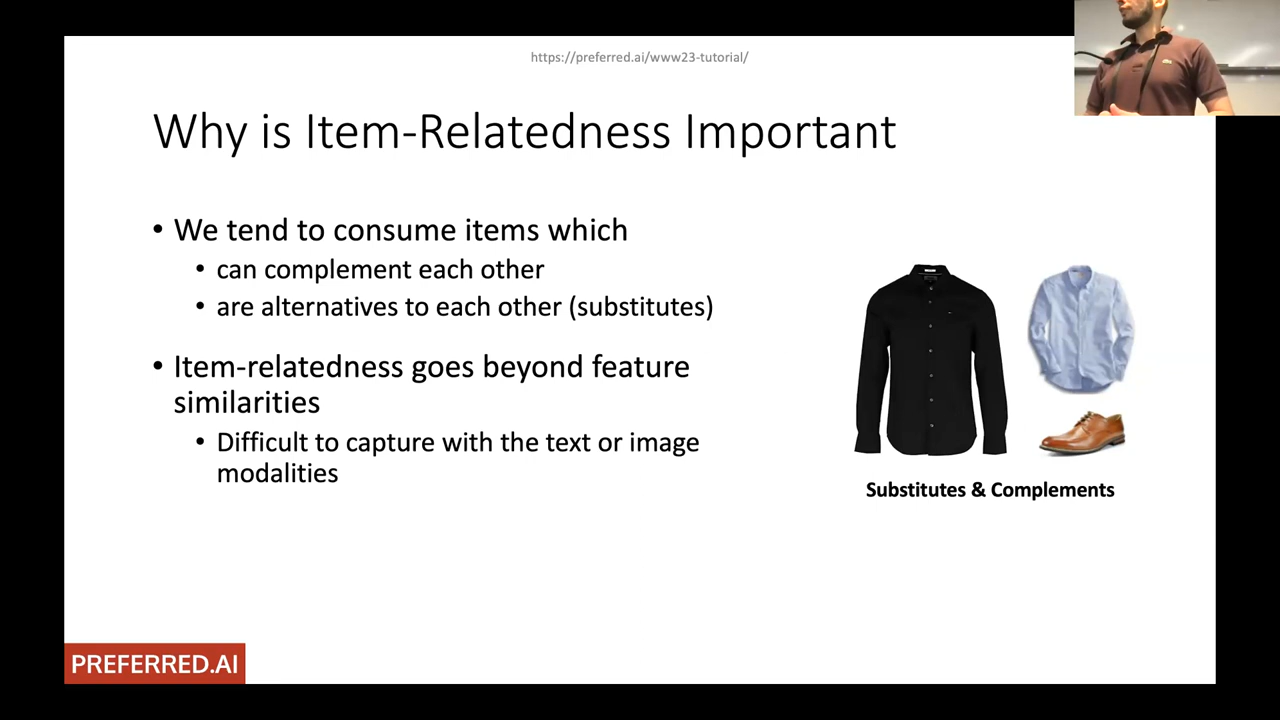 https://preferred.ai/www23-tutorial/
Why is Item-Relatedness Important
• We tend to consume items which
• can complement each other
• are alternatives to each other (substitutes)
• Item-relatedness goes beyond feature
similarities
• Difficult to capture with the text or image
modalities
Substitutes & Complements
PREFERRED.AI